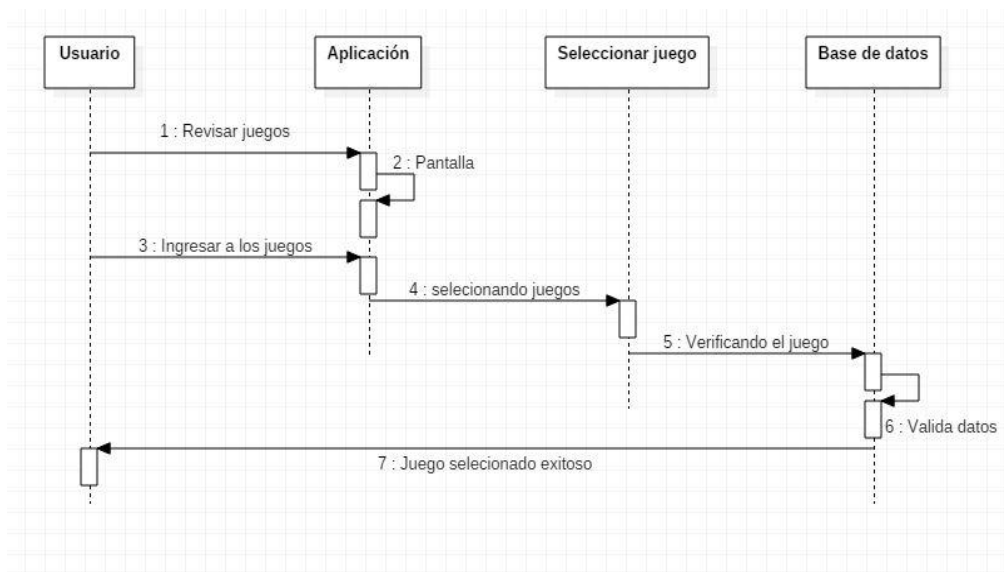 Usuario
Aplicación
Seleccionar juego
Base de datos
1 : Revisar juegos
2 : Pantalla
3 : Ingresar a los juegos
4 : selecionando juegos
5 : Verificando el juego
6 : Valida datos
7 : Juego selecionado exitoso